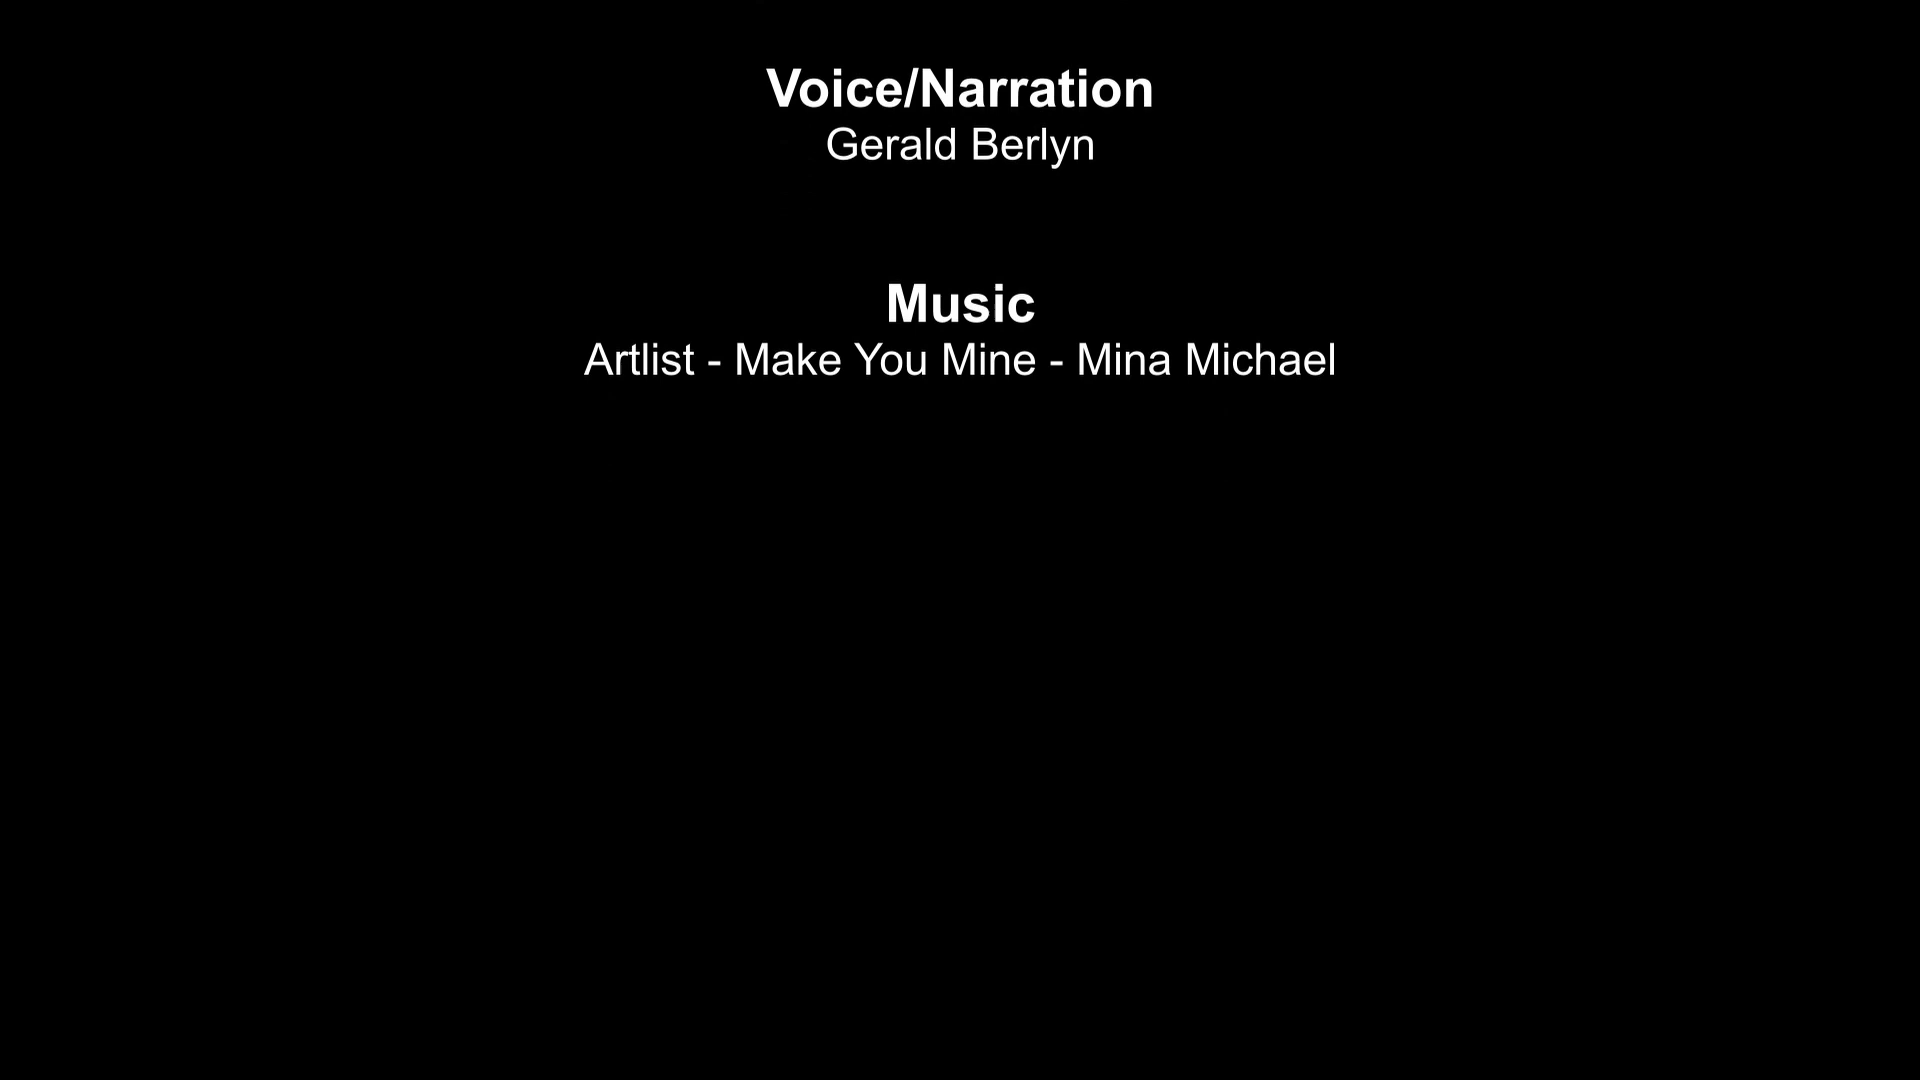 Voice/Narration
Gerald Berlyn
Music
Artlist - Make You Mine - Mina Michael